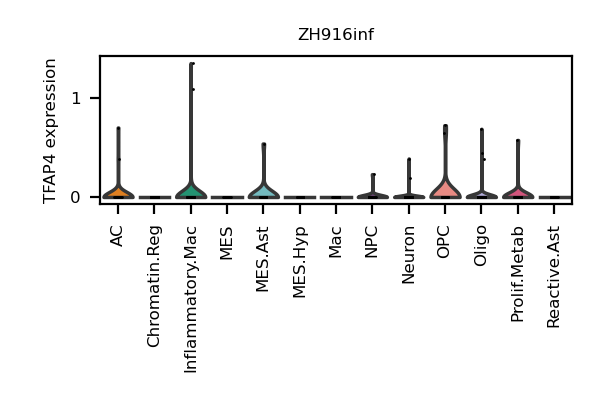 ZH916inf
TFAP4 expression
1
0
AC
Chromatin.Reg
Inflammatory.Mac
MES
MES.Ast
MES.Hyp
Mac
NPC
Neuron
OPC
Oligo
Prolif.Metab
Reactive.Ast